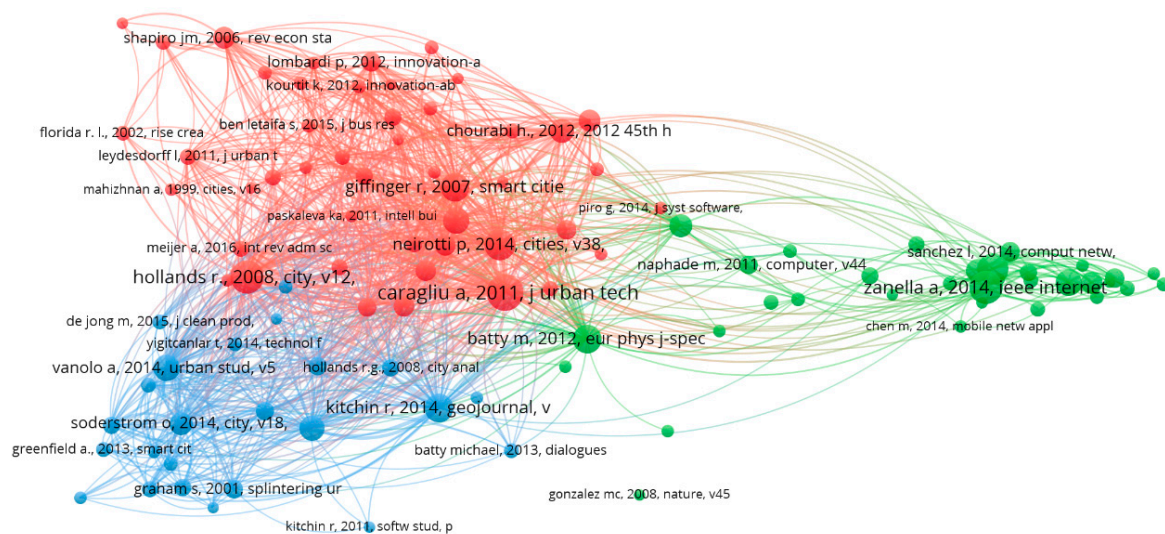 shapiro jm, 2006, rev econ sta
lombardi p, 2012, innovation-a
kourtit k, 2012, innovation-ab
ben letaifa s, 2015, j bus res
chourabi h., 2012, 2012 45th h
florida r. l., 2002, rise crea
leydesdorff l, 2011, j urban t
mahizhnan a, 1999, cities, v16
giffinger r, 2007, smart citie
paskaleva ka, 2011, intell bui
piro g, 2014, j syst software,
meijer a, 2016, int rev adm sc
neirotti p, 2014, cities, v38,
sanchez l, 2014, comput netw,
naphade m, 2011, computer, v44
hollands r., 2008, city, v12,
caragliu a, 2011, j urban tech
zanella a, 2014, ieee internet
de jong m, 2015, j clean prod,
chen m, 2014, mobile netw appl
yigitcanlar t, 2014, technol f
batty m, 2012, eur phys j-spec
vanolo a, 2014, urban stud, v5
hollands r.g., 2008, city anal
kitchin r, 2014, geojournal, v
soderstrom o, 2014, city, v18,
greenfield a., 2013, smart cit
batty michael, 2013, dialogues
graham s, 2001, splintering ur
gonzalez mc, 2008, nature, v45
kitchin r, 2011, softw stud, p